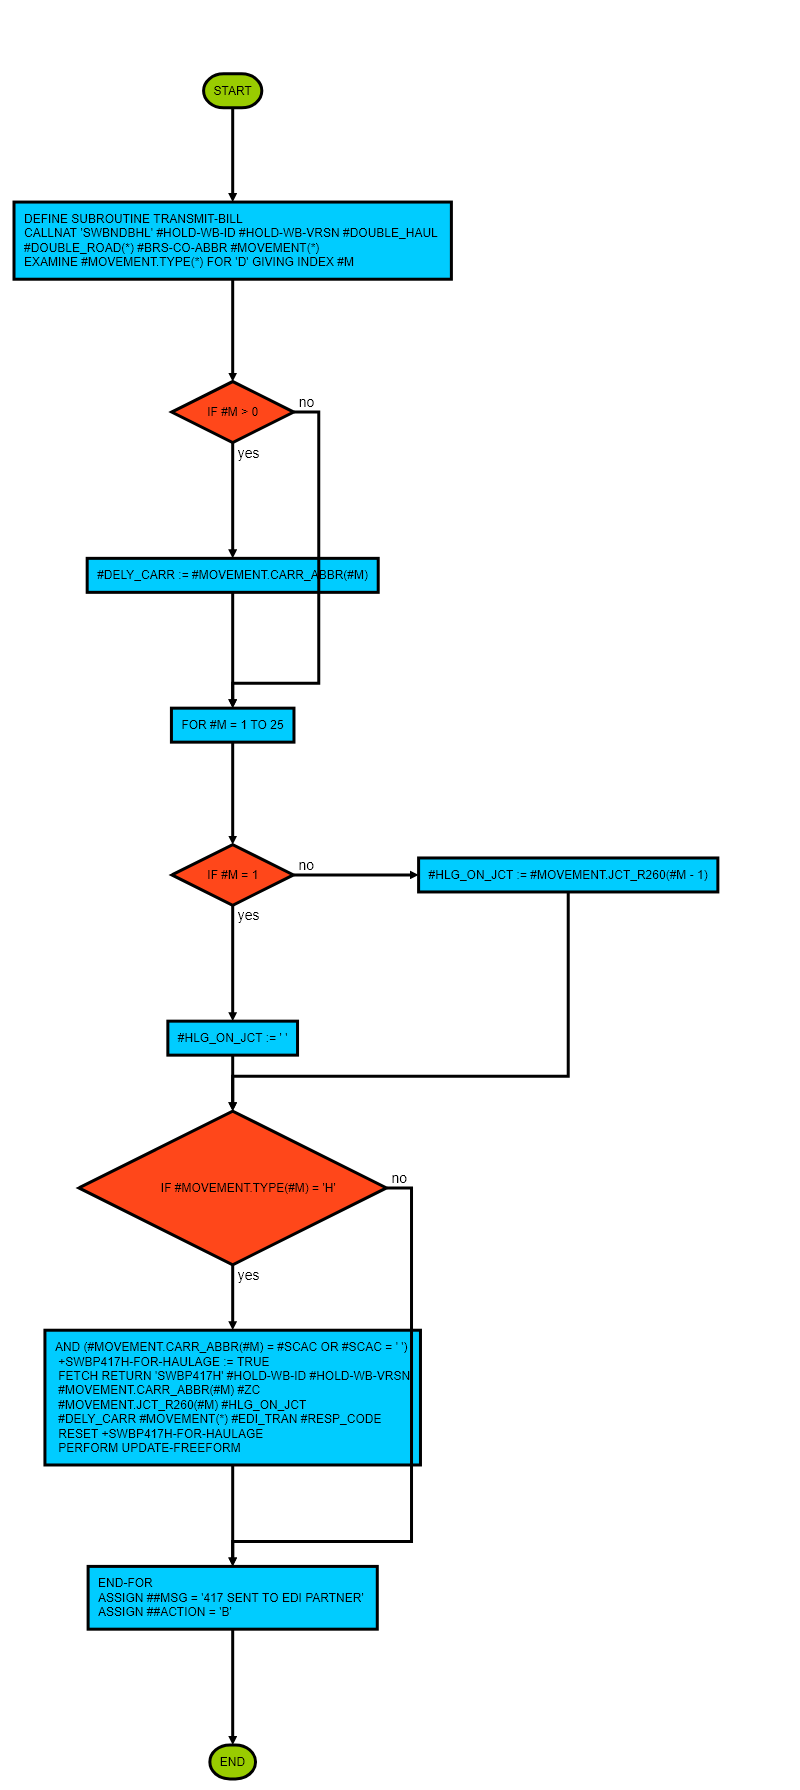 START
DEFINE SUBROUTINE TRANSMIT-BILL
CALLNAT 'SWBNDBHL' #HOLD-WB-ID #HOLD-WB-VRSN #DOUBLE_HAUL
#DOUBLE_ROAD(*) #BRS-CO-ABBR #MOVEMENT(*)
EXAMINE #MOVEMENT.TYPE(*) FOR 'D' GIVING INDEX #M
IF #M > 0
no
yes
#DELY_CARR := #MOVEMENT.CARR_ABBR(#M)
FOR #M = 1 TO 25
IF #M = 1
no
#HLG_ON_JCT := #MOVEMENT.JCT_R260(#M - 1)
yes
#HLG_ON_JCT := ' '
IF #MOVEMENT.TYPE(#M) = 'H'
no
yes
AND (#MOVEMENT.CARR_ABBR(#M) = #SCAC OR #SCAC = ' ')
+SWBP417H-FOR-HAULAGE := TRUE
FETCH RETURN 'SWBP417H' #HOLD-WB-ID #HOLD-WB-VRSN
#MOVEMENT.CARR_ABBR(#M) #ZC
#MOVEMENT.JCT_R260(#M) #HLG_ON_JCT
#DELY_CARR #MOVEMENT(*) #EDI_TRAN #RESP_CODE
RESET +SWBP417H-FOR-HAULAGE
PERFORM UPDATE-FREEFORM
END-FOR
ASSIGN ##MSG = '417 SENT TO EDI PARTNER'
ASSIGN ##ACTION = 'B'
END